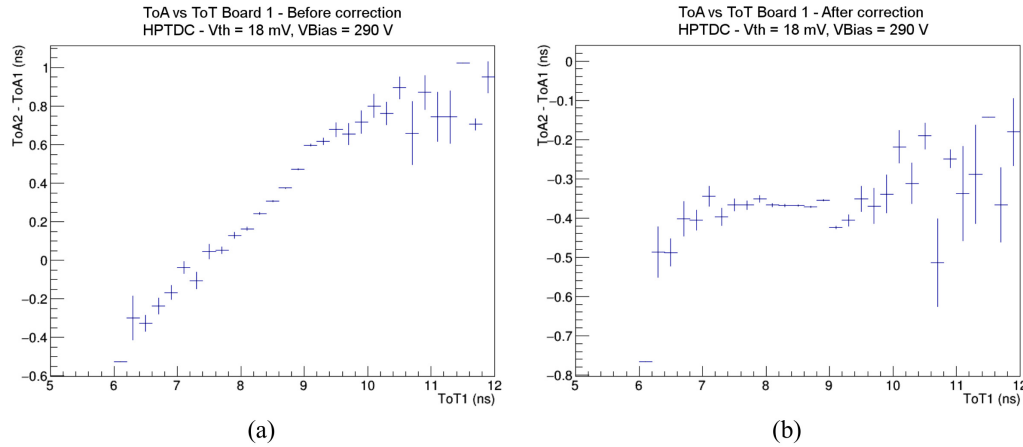 ToA vs ToT Board 1 - Before correction
HPTDC - Vth = 18 mV, VBias = 290 V
ToA2 - ToA1 (ns)
1
0.8
0.6
0.4
0.2
0
−0.2
−0.4
−0.6
5 6 7 8 9 10 11 12
ToT1 (ns)
(a)
ToA vs ToT Board 1 - After correction
HPTDC - Vth = 18 mV, VBias = 290 V
ToA2 - ToA1 (ns)
0
−0.1
−0.2
−0.3
−0.4
−0.5
−0.6
−0.7
−0.8
5 6 7 8 9 10 11 12
ToT1 (ns)
(b)